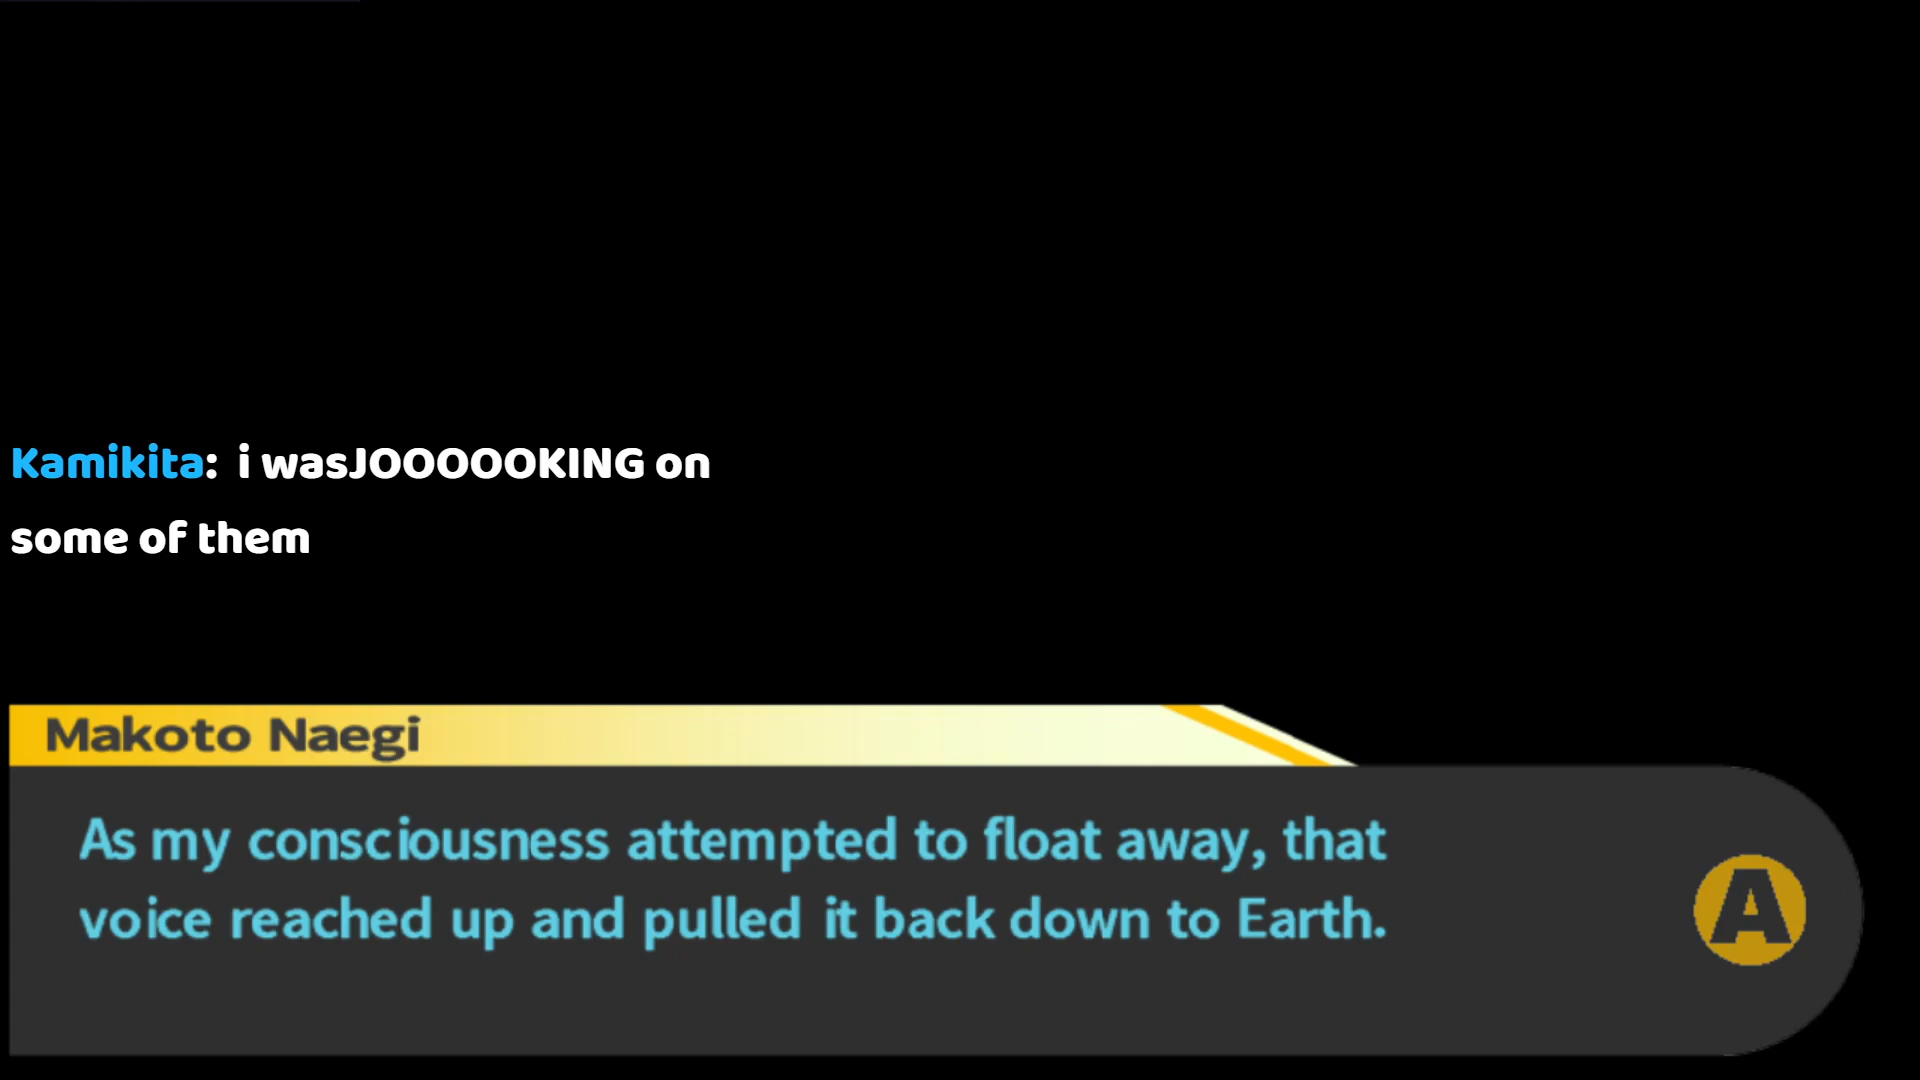 Kamikita: i wasJOOOOOKING on
some of them
Makoto Naegi
As my consciousness attempted to float away, that
voice reached up and pulled it back down to Earth.
A